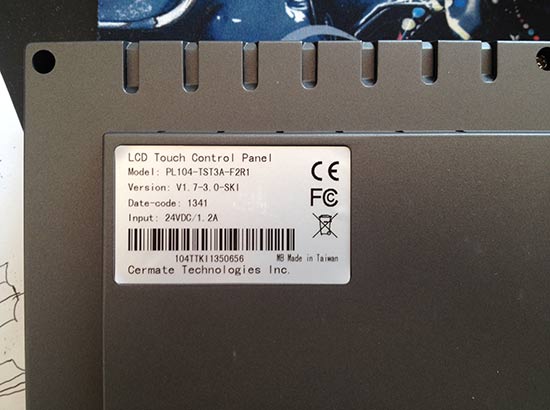 LCD Touch Control Panel
Model: PL104-TST3A-F2R1
Version: V1.7-3.0-SKI
Date-code: 1341
Input: 24VDC/1.2A
CE
FC
104TTKI1350656
MB Made in Taiwan
Cermate Technologies Inc.